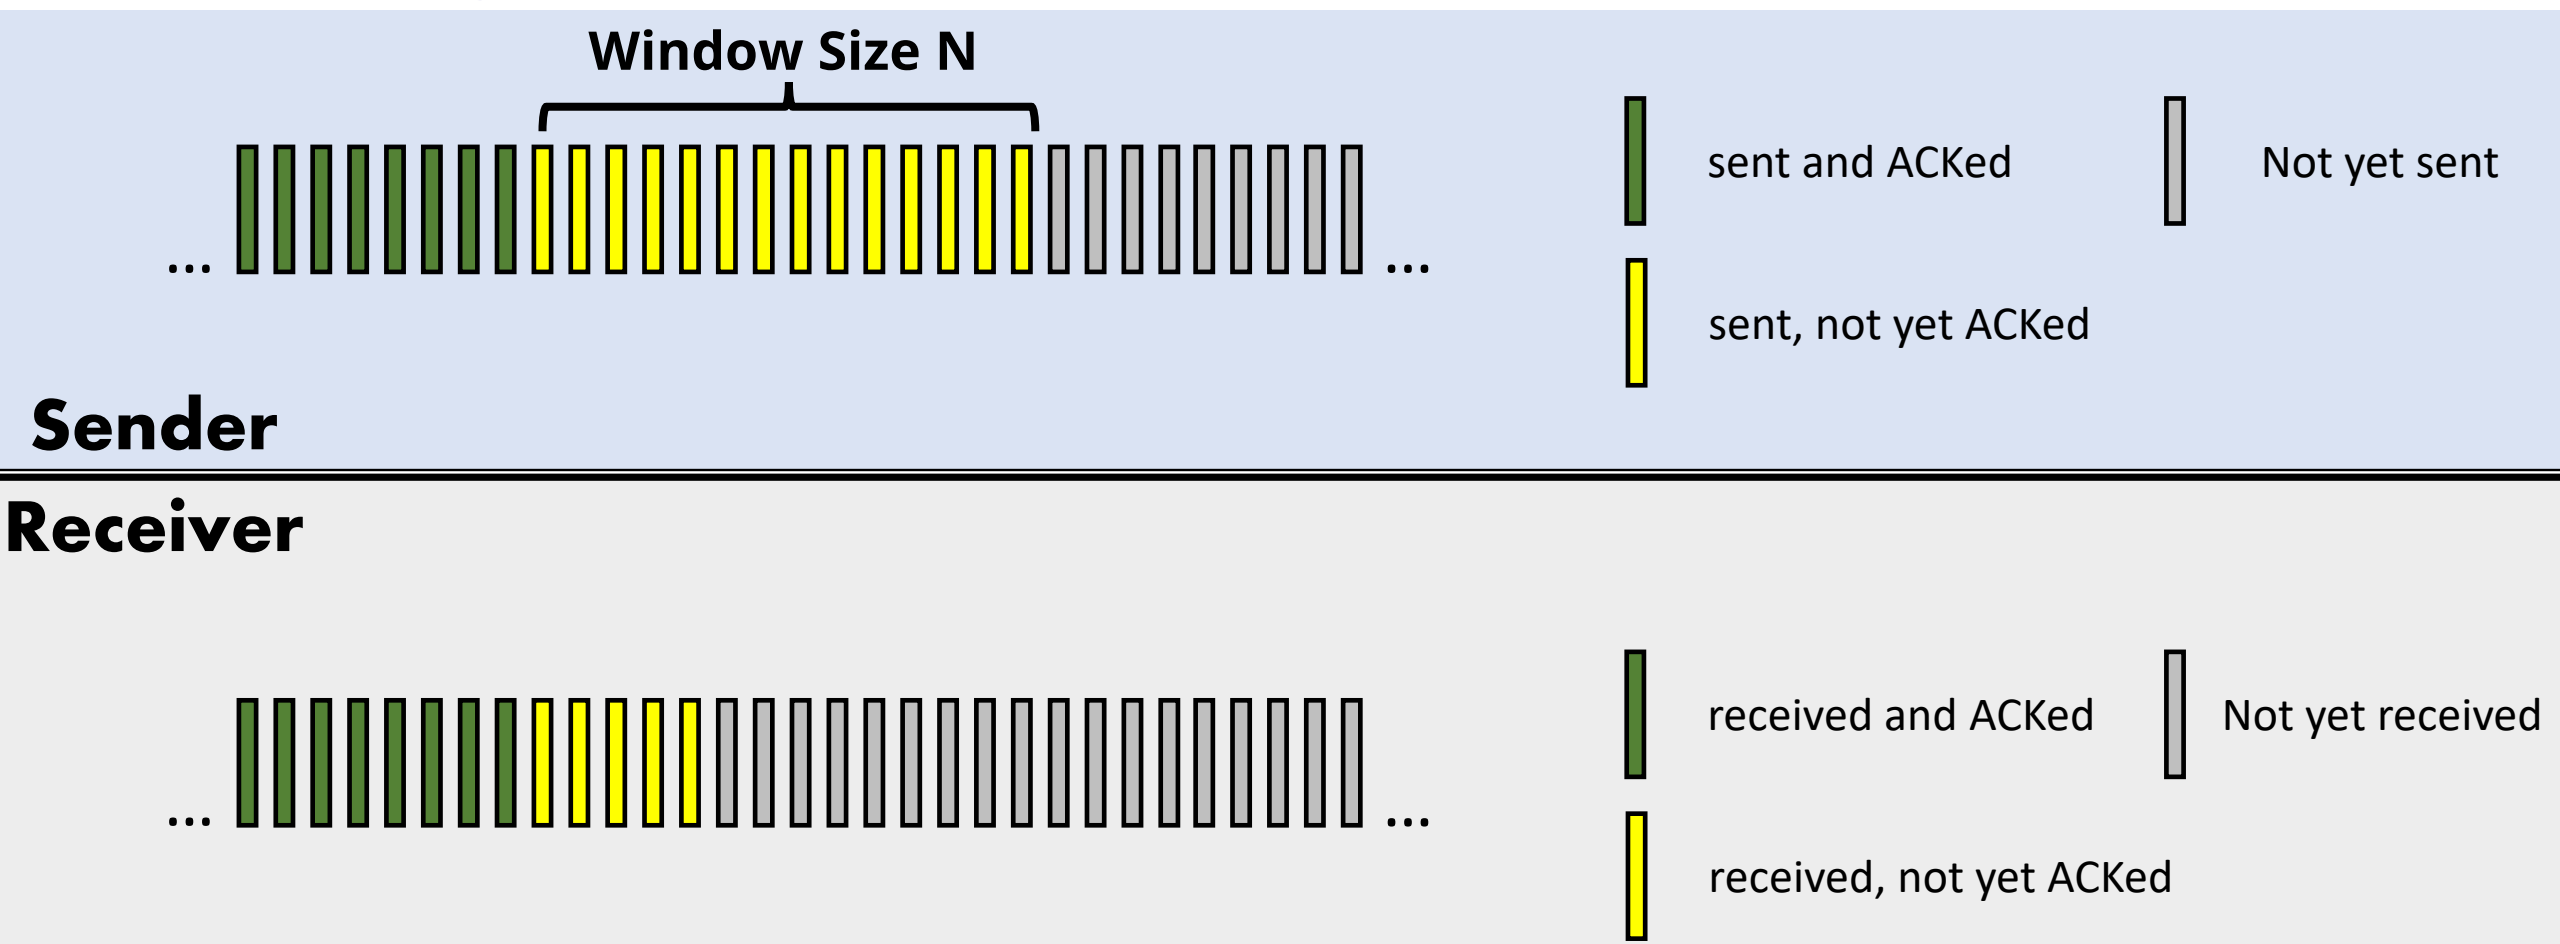 Window Size N
sent and ACKed
Not yet sent
...
...
sent, not yet ACKed
Sender
Receiver
received and ACKed
Not yet received
...
...
received, not yet ACKed